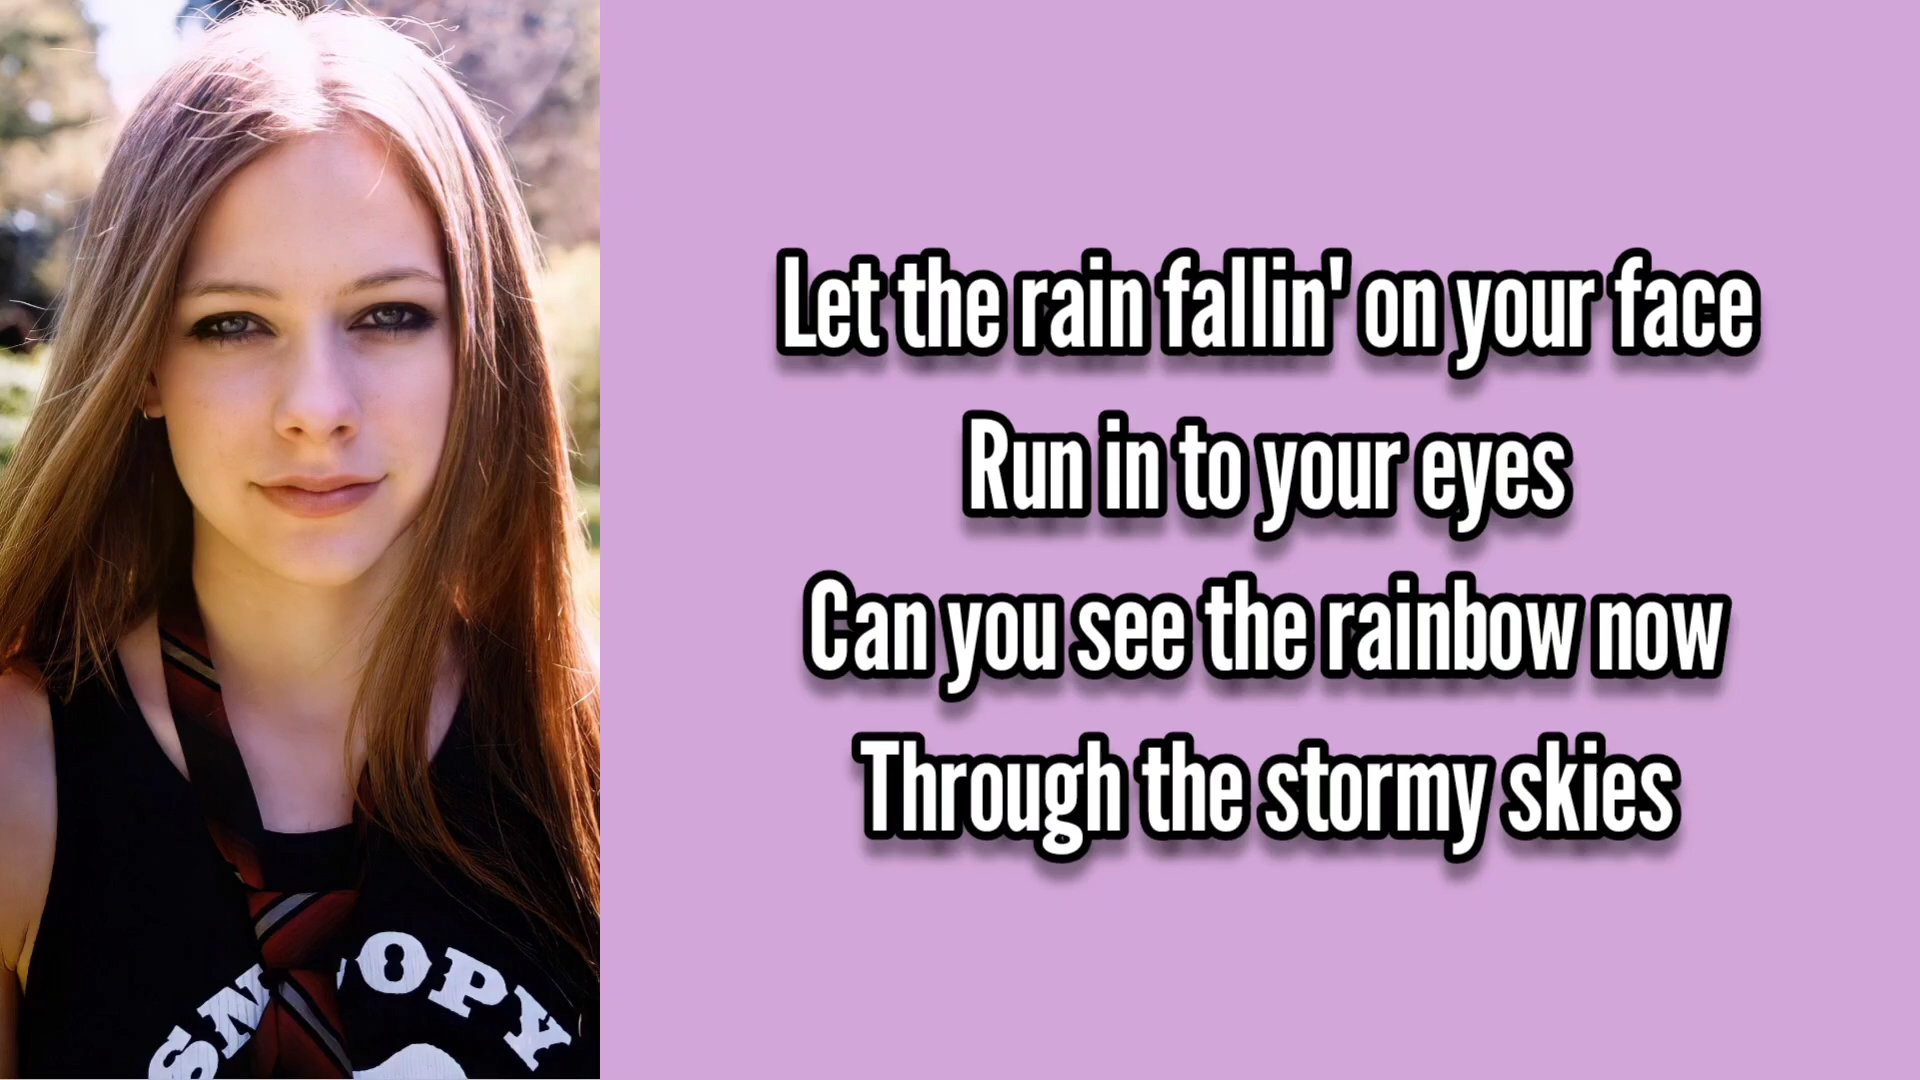 Let the rain fallin' on your face
Run in to your eyes
Can you see the rainbow now
Through the stormy skies
SNOOPY